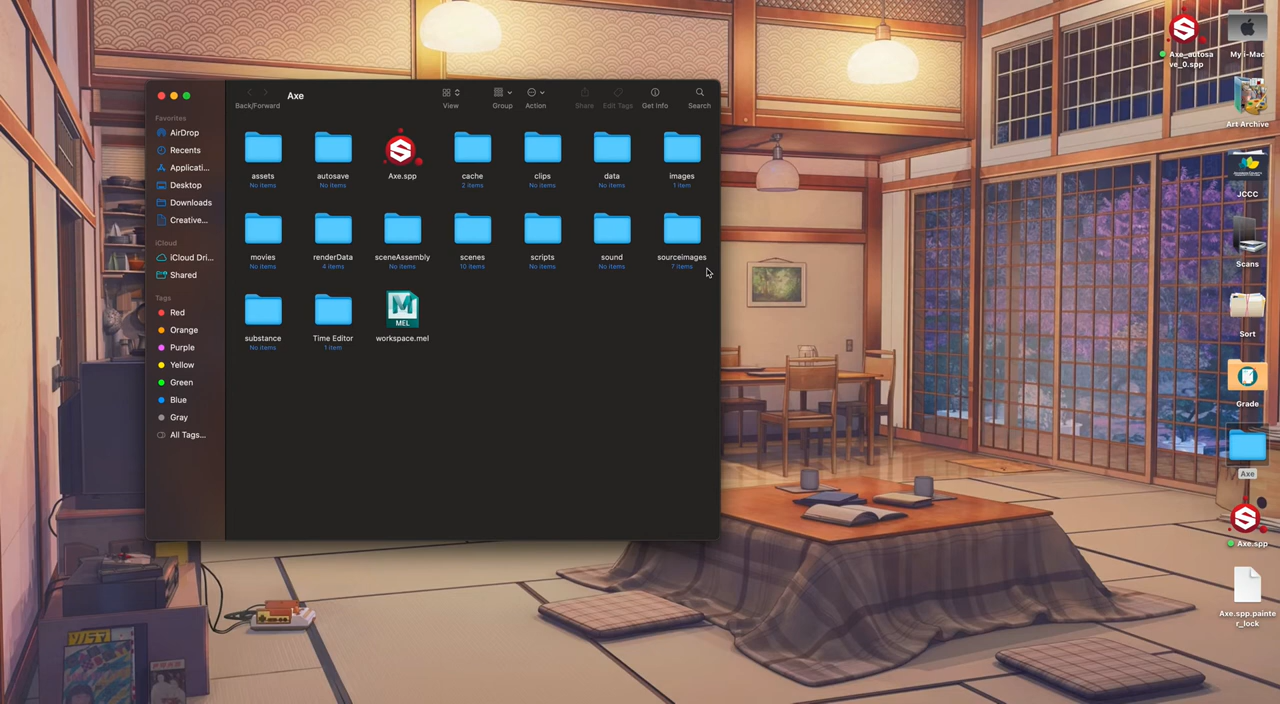 Axe
Back/Forward
View
Group
Action
Share
Edit Tags
Get Info
Search
Favorites
AirDrop
Recents
Applicati...
Desktop
Downloads
Creative...
iCloud
iCloud Dri...
Shared
Tags
Red
Orange
Purple
Yellow
Green
Blue
Gray
All Tags...
assets
No items
autosave
No items
Axe.spp
cache
2 items
clips
No items
data
No items
images
1 item
movies
No items
renderData
4 items
sceneAssembly
No items
scenes
10 items
scripts
No items
sound
No items
sourceimages
7 items
substance
No items
Time Editor
1 item
M
MEL
workspace.mel
Axe_autosa
ve_0.spp
My i-Mac
Art Archive
JCCC
Scans
Sort
Grade
Axe
Axe.spp
Axe.spp.painte
r_lock